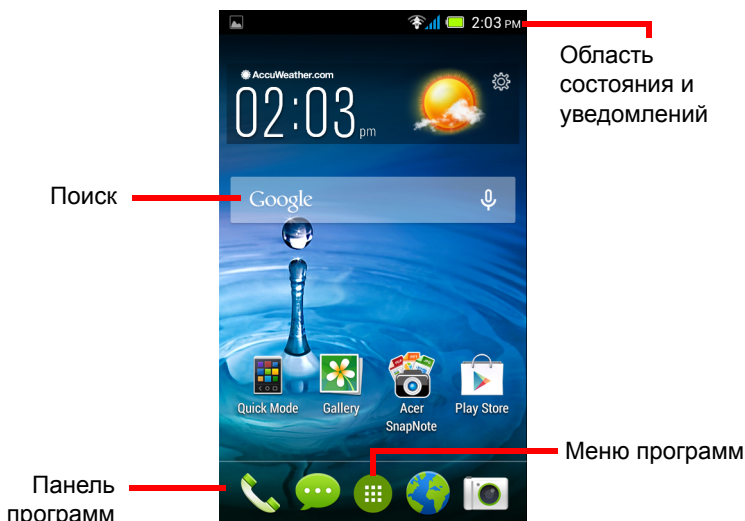 2:03 PM
Область
состояния и
уведомлений
AccuWeather.com
02:03 pm
Поиск
Google
Quick Mode
Gallery
Acer
SnapNote
Play Store
Меню программ
Панель
программ